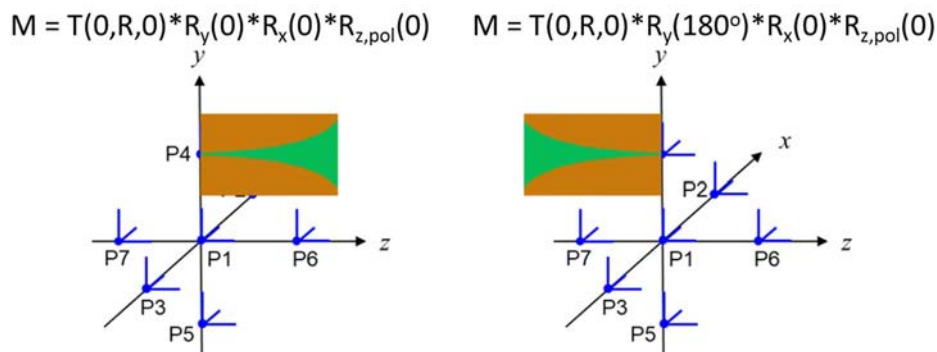 M = T(0,R,0)*Ry(0)*Rx(0)*Rz,pol(0)
M = T(0,R,0)*Ry(180o)*Rx(0)*Rz,pol(0)
y
P4
z
P7
P1
P6
P3
P5
y
x
P2
z
P7
P1
P6
P3
P5